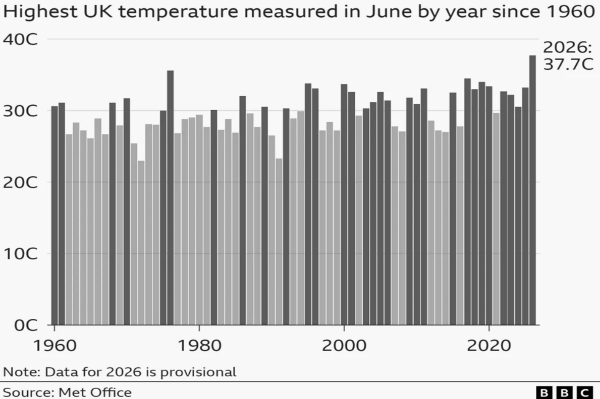 Highest UK temperature measured in June by year since 1960
40C
2026:
37.7C
30C
20C
10C
0C
1960 1980 2000 2020
Note: Data for 2026 is provisional
Source: Met Office
BBC